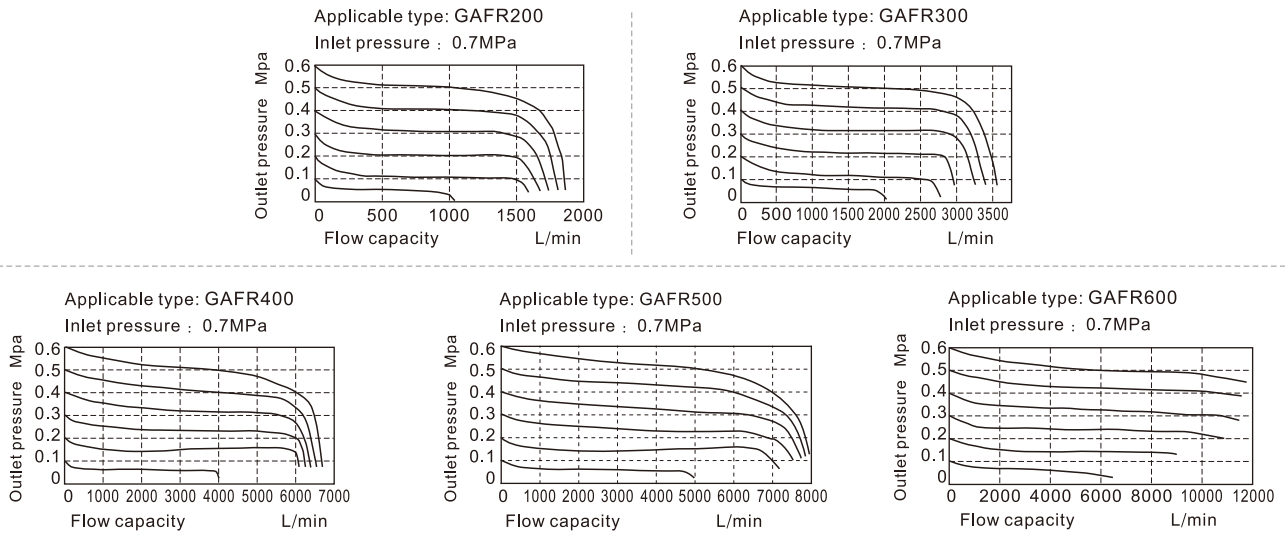 Applicable type: GAFR200
Inlet pressure : 0.7MPa
Outlet pressure Mpa
0.6
0.5
0.4
0.3
0.2
0.1
0
0 500 1000 1500 2000
Flow capacity L/min
Applicable type: GAFR300
Inlet pressure : 0.7MPa
Outlet pressure Mpa
0.6
0.5
0.4
0.3
0.2
0.1
0
0 500 1000 1500 2000 2500 3000 3500
Flow capacity L/min
Applicable type: GAFR400
Inlet pressure : 0.7MPa
Outlet pressure Mpa
0.6
0.5
0.4
0.3
0.2
0.1
0
0 1000 2000 3000 4000 5000 6000 7000
Flow capacity L/min
Applicable type: GAFR500
Inlet pressure : 0.7MPa
Outlet pressure Mpa
0.6
0.5
0.4
0.3
0.2
0.1
0
0 1000 2000 3000 4000 5000 6000 7000 8000
Flow capacity L/min
Applicable type: GAFR600
Inlet pressure : 0.7MPa
Outlet pressure Mpa
0.6
0.5
0.4
0.3
0.2
0.1
0
0 2000 4000 6000 8000 10000 12000
Flow capacity L/min